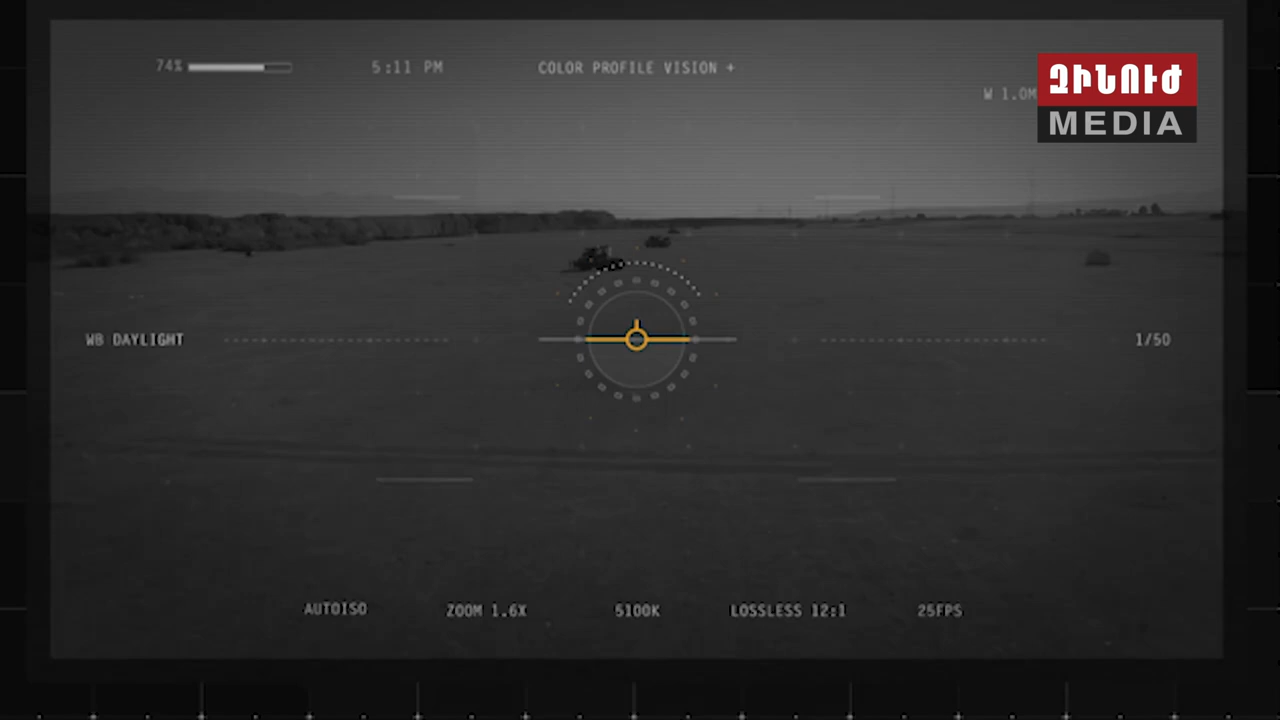 74%
5:11 PM
COLOR PROFILE VISION +
W 1.0M
ԶԻՆՈՒԺ
MEDIA
WB DAYLIGHT
1/50
AUTOISO
ZOOM 1.6X
5100K
LOSSLESS 12:1
25FPS